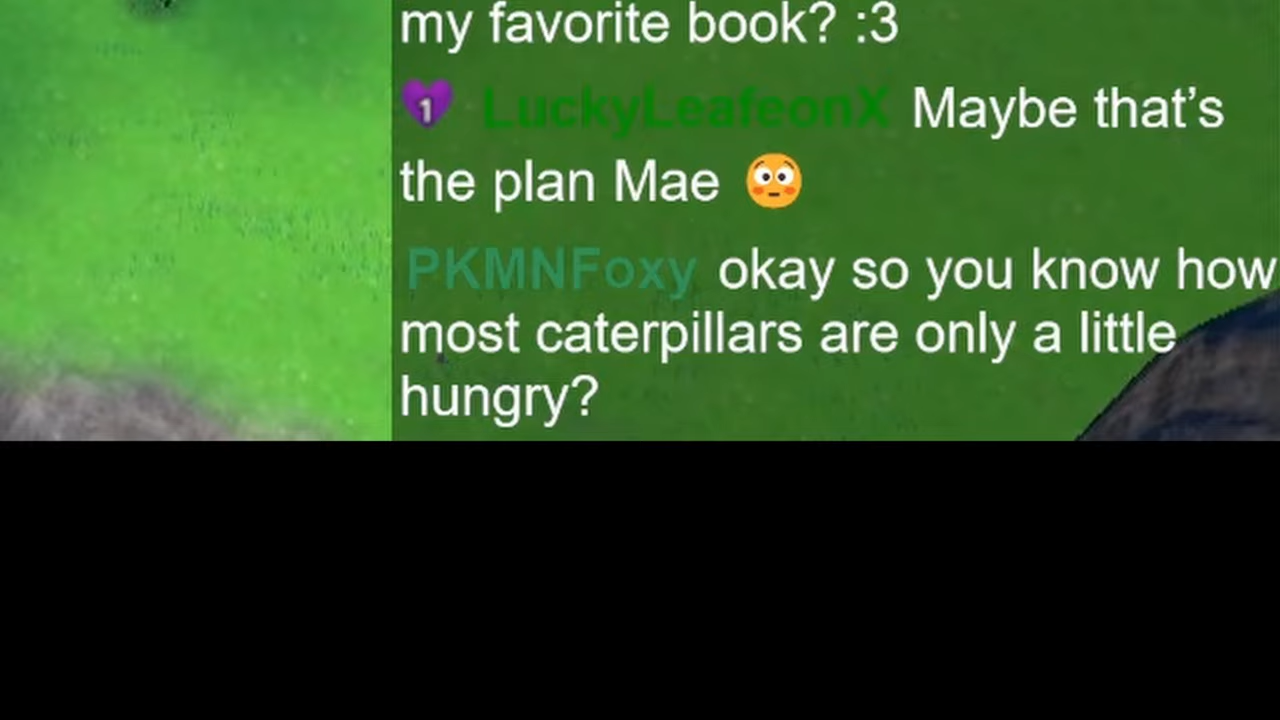 my favorite book? :3
1 LuckyLeafeonX Maybe that’s
the plan Mae 😳
PKMNFoxy okay so you know how
most caterpillars are only a little
hungry?